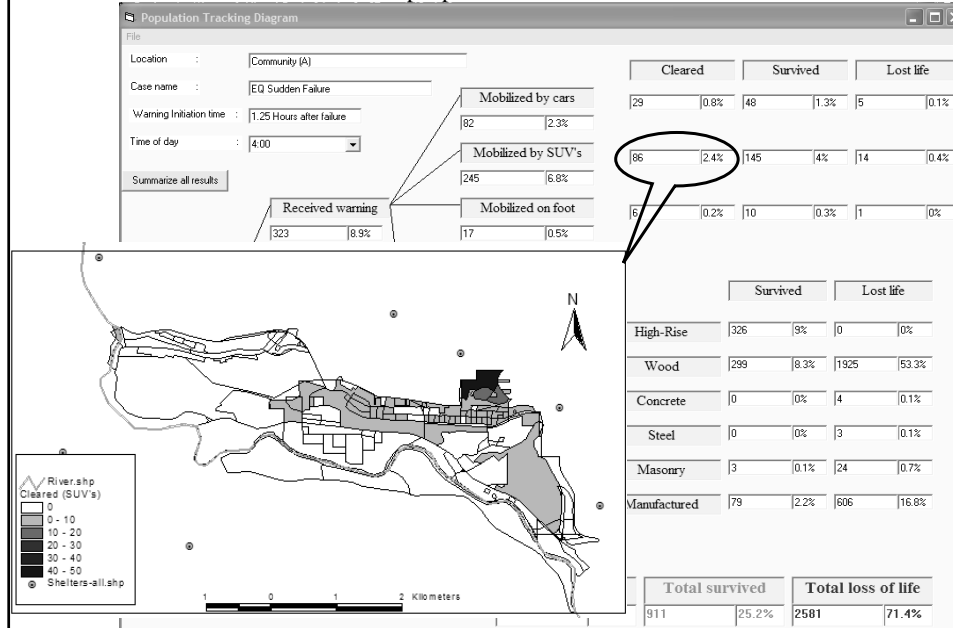 Population Tracking Diagram
File
Location : Community (A)
Case name : EQ Sudden Failure
Warning Initiation time : 1.25 Hours after failure
Time of day : 4:00
Summarize all results
Received warning
323 8.9%
Mobilized by cars
82 2.3%
Mobilized by SUV's
245 6.8%
Mobilized on foot
17 0.5%
Cleared Survived Lost life
29 0.8% 48 1.3% 5 0.1%
86 2.4% 145 4% 14 0.4%
6 0.2% 10 0.3% 1 0%
Survived Lost life
High-Rise 326 9% 0 0%
Wood 299 8.3% 1925 53.3%
Concrete 0 0% 4 0.1%
Steel 0 0% 3 0.1%
Masonry 3 0.1% 24 0.7%
Manufactured 79 2.2% 606 16.8%
Total survived Total loss of life
911 25.2% 2581 71.4%
N
River.shp
Cleared (SUV's)
0
0 - 10
10 - 20
20 - 30
30 - 40
40 - 50
Shelters-all.shp
1 0 1 2 Kilometers